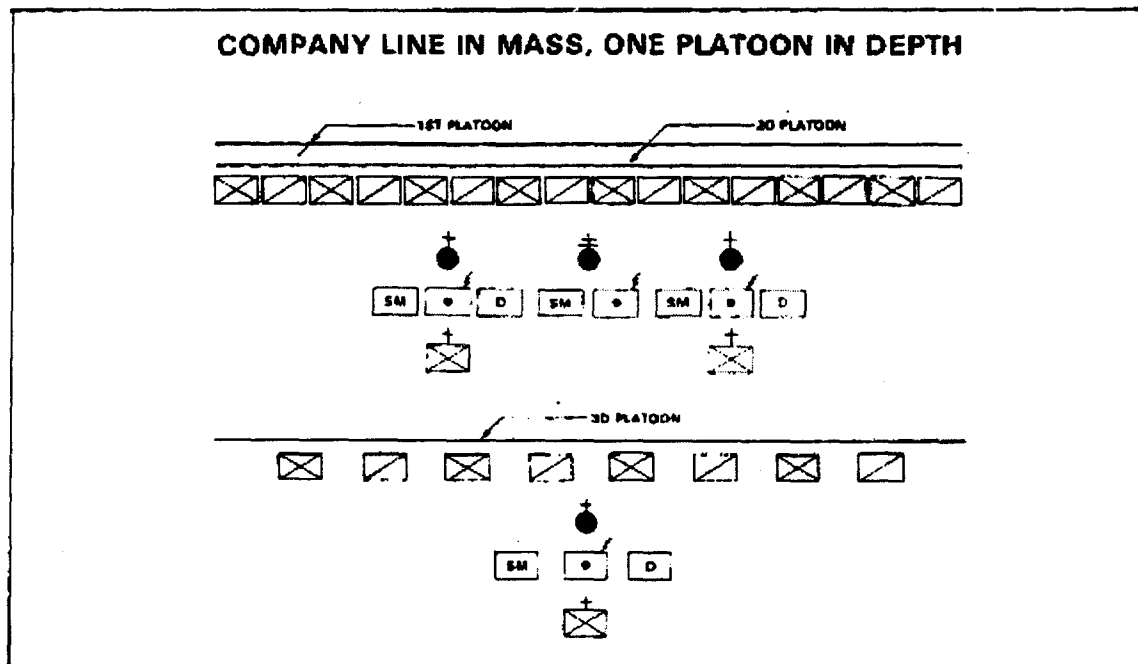 COMPANY LINE IN MASS, ONE PLATOON IN DEPTH
1ST PLATOON 2D PLATOON
SM D SM SM D
3D PLATOON
SM D